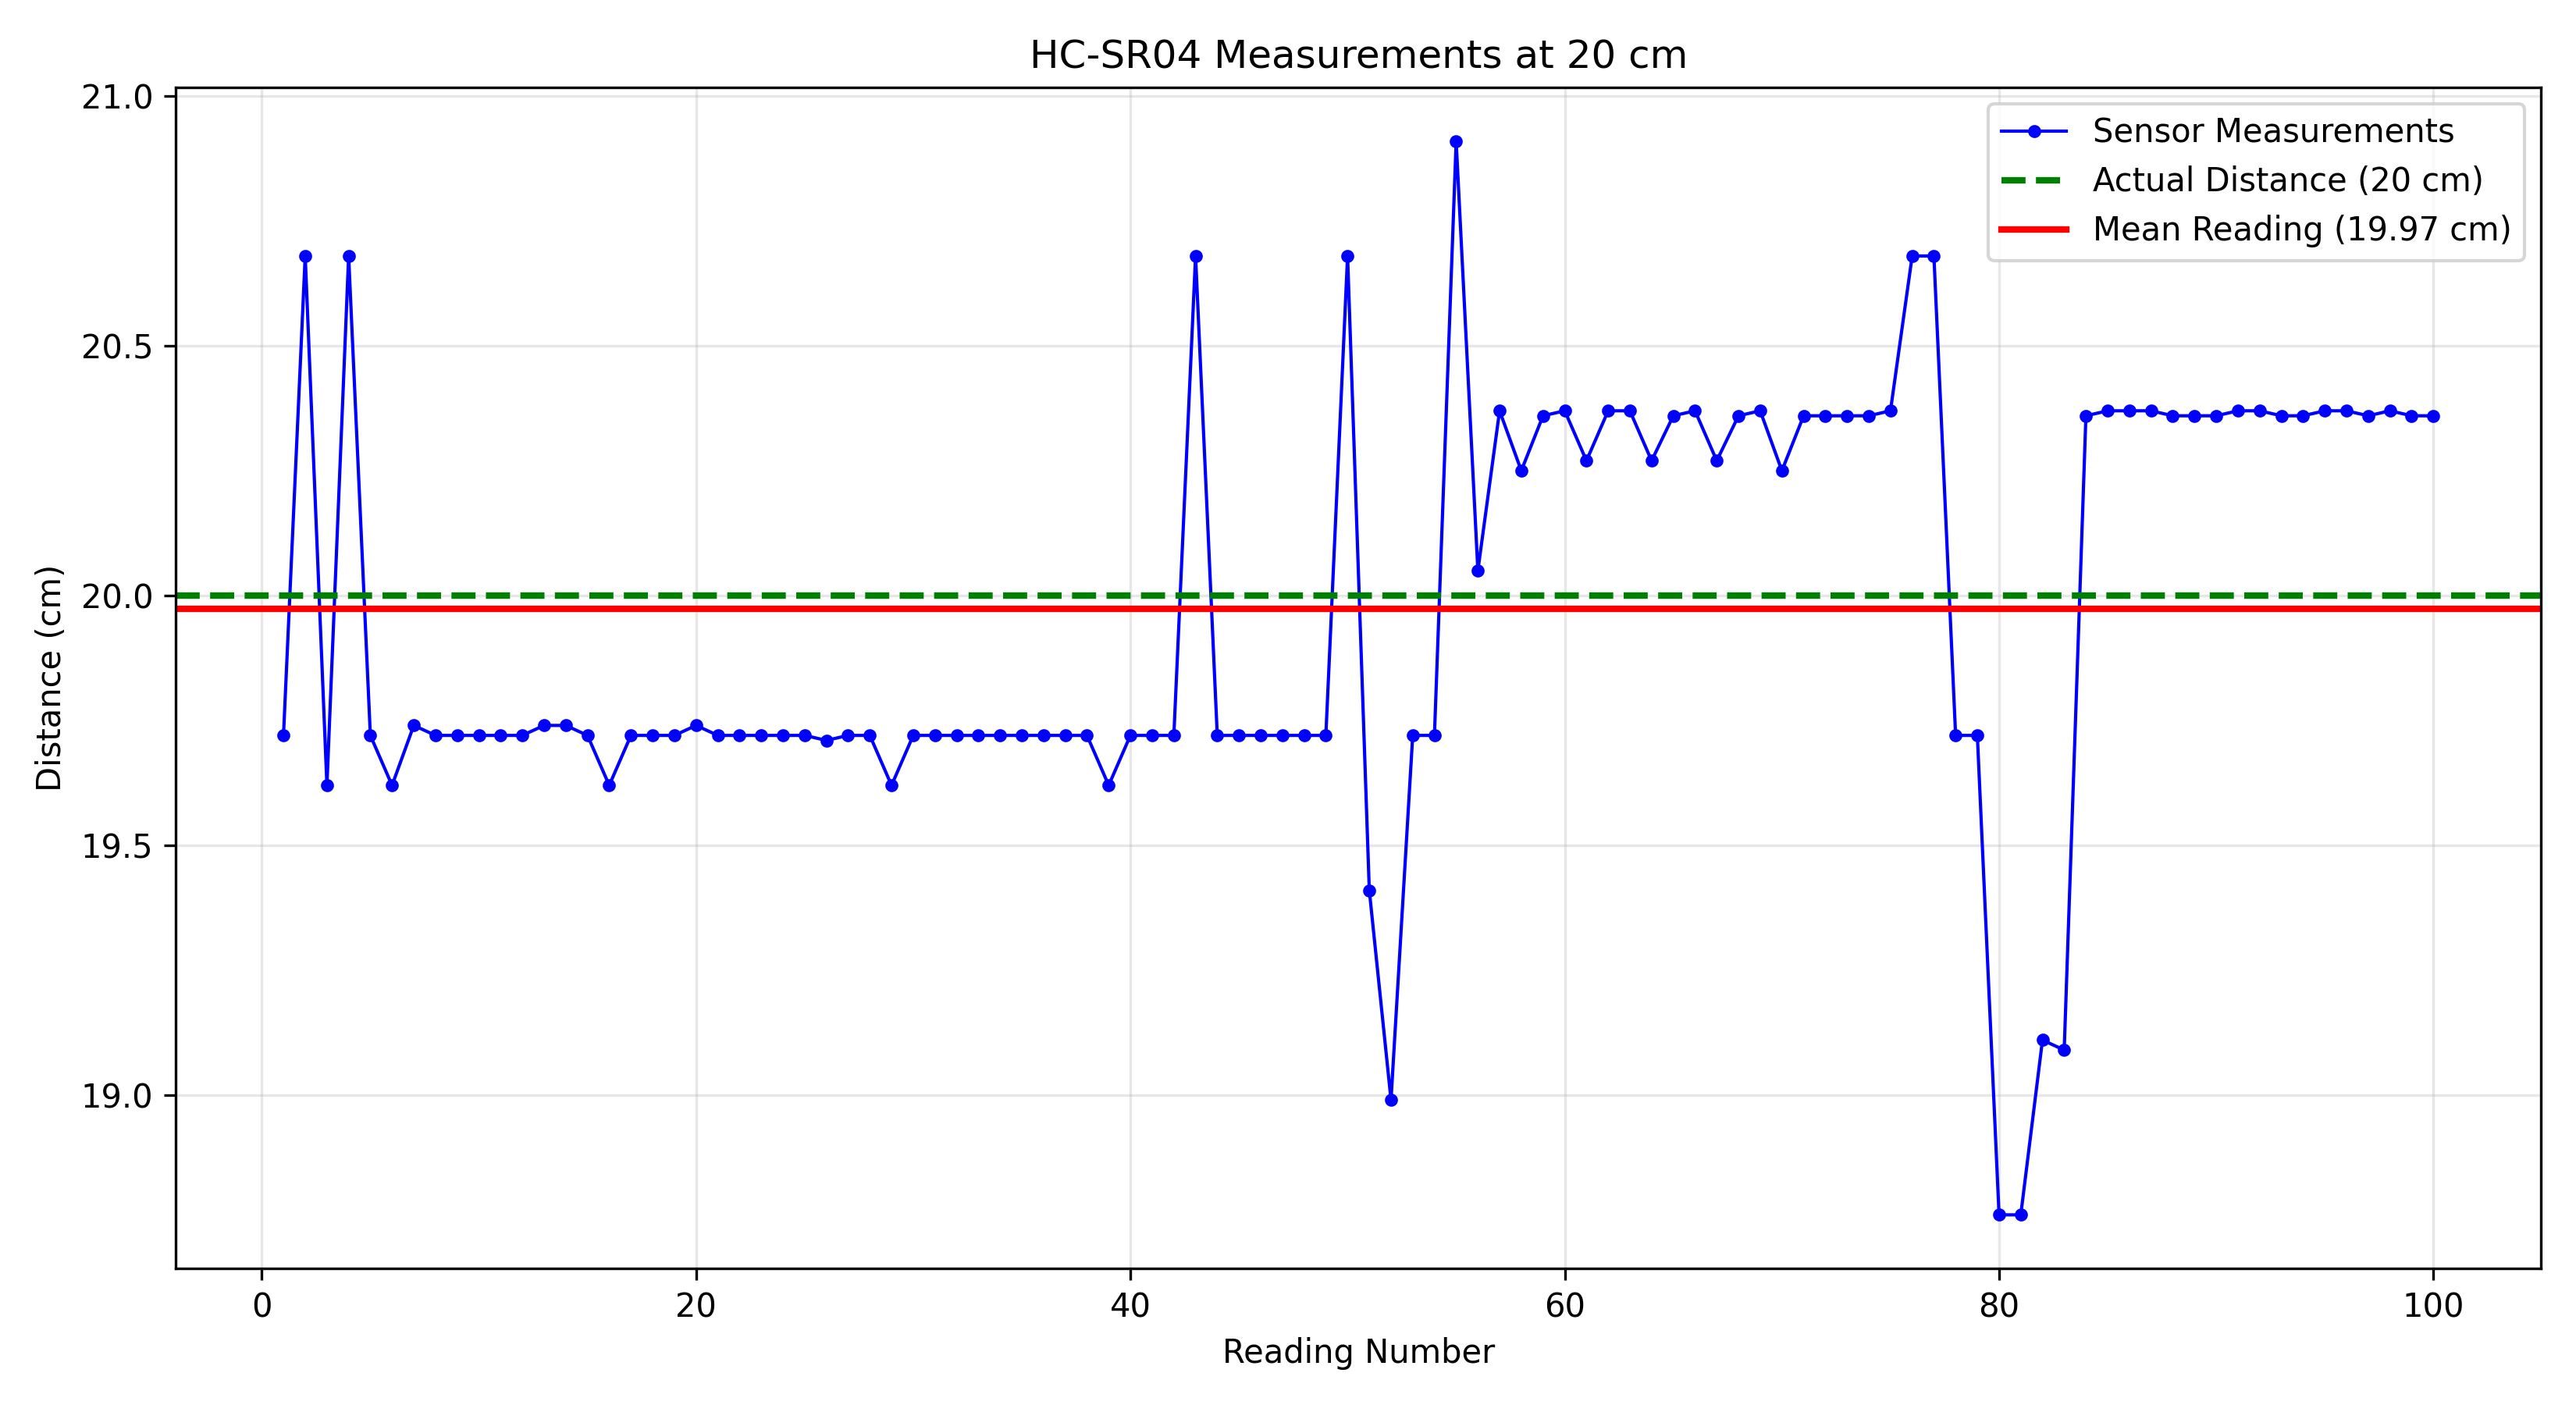 HC-SR04 Measurements at 20 cm
Sensor Measurements
Actual Distance (20 cm)
Mean Reading (19.97 cm)
Distance (cm)
21.0
20.5
20.0
19.5
19.0
0 20 40 60 80 100
Reading Number